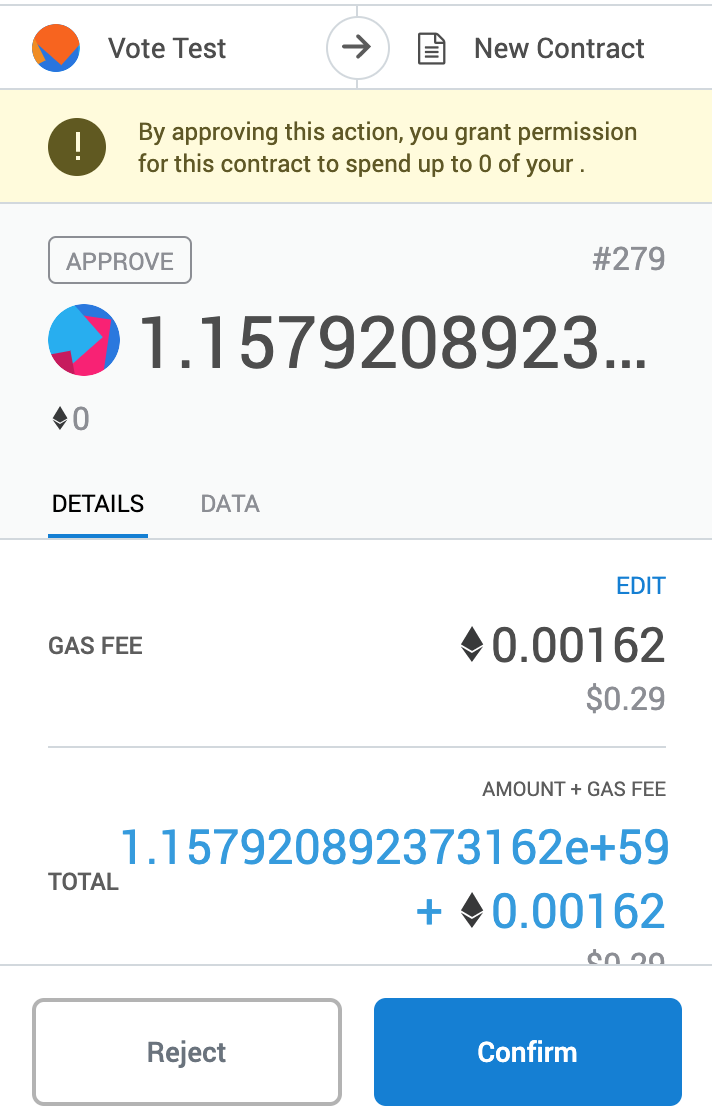 Vote Test
New Contract
By approving this action, you grant permission
for this contract to spend up to 0 of your .
APPROVE
#279
1.1579208923...
0
DETAILS
DATA
EDIT
GAS FEE
0.00162
$0.29
AMOUNT + GAS FEE
1.157920892373162e+59
TOTAL
+ 0.00162
$0.29
Reject
Confirm